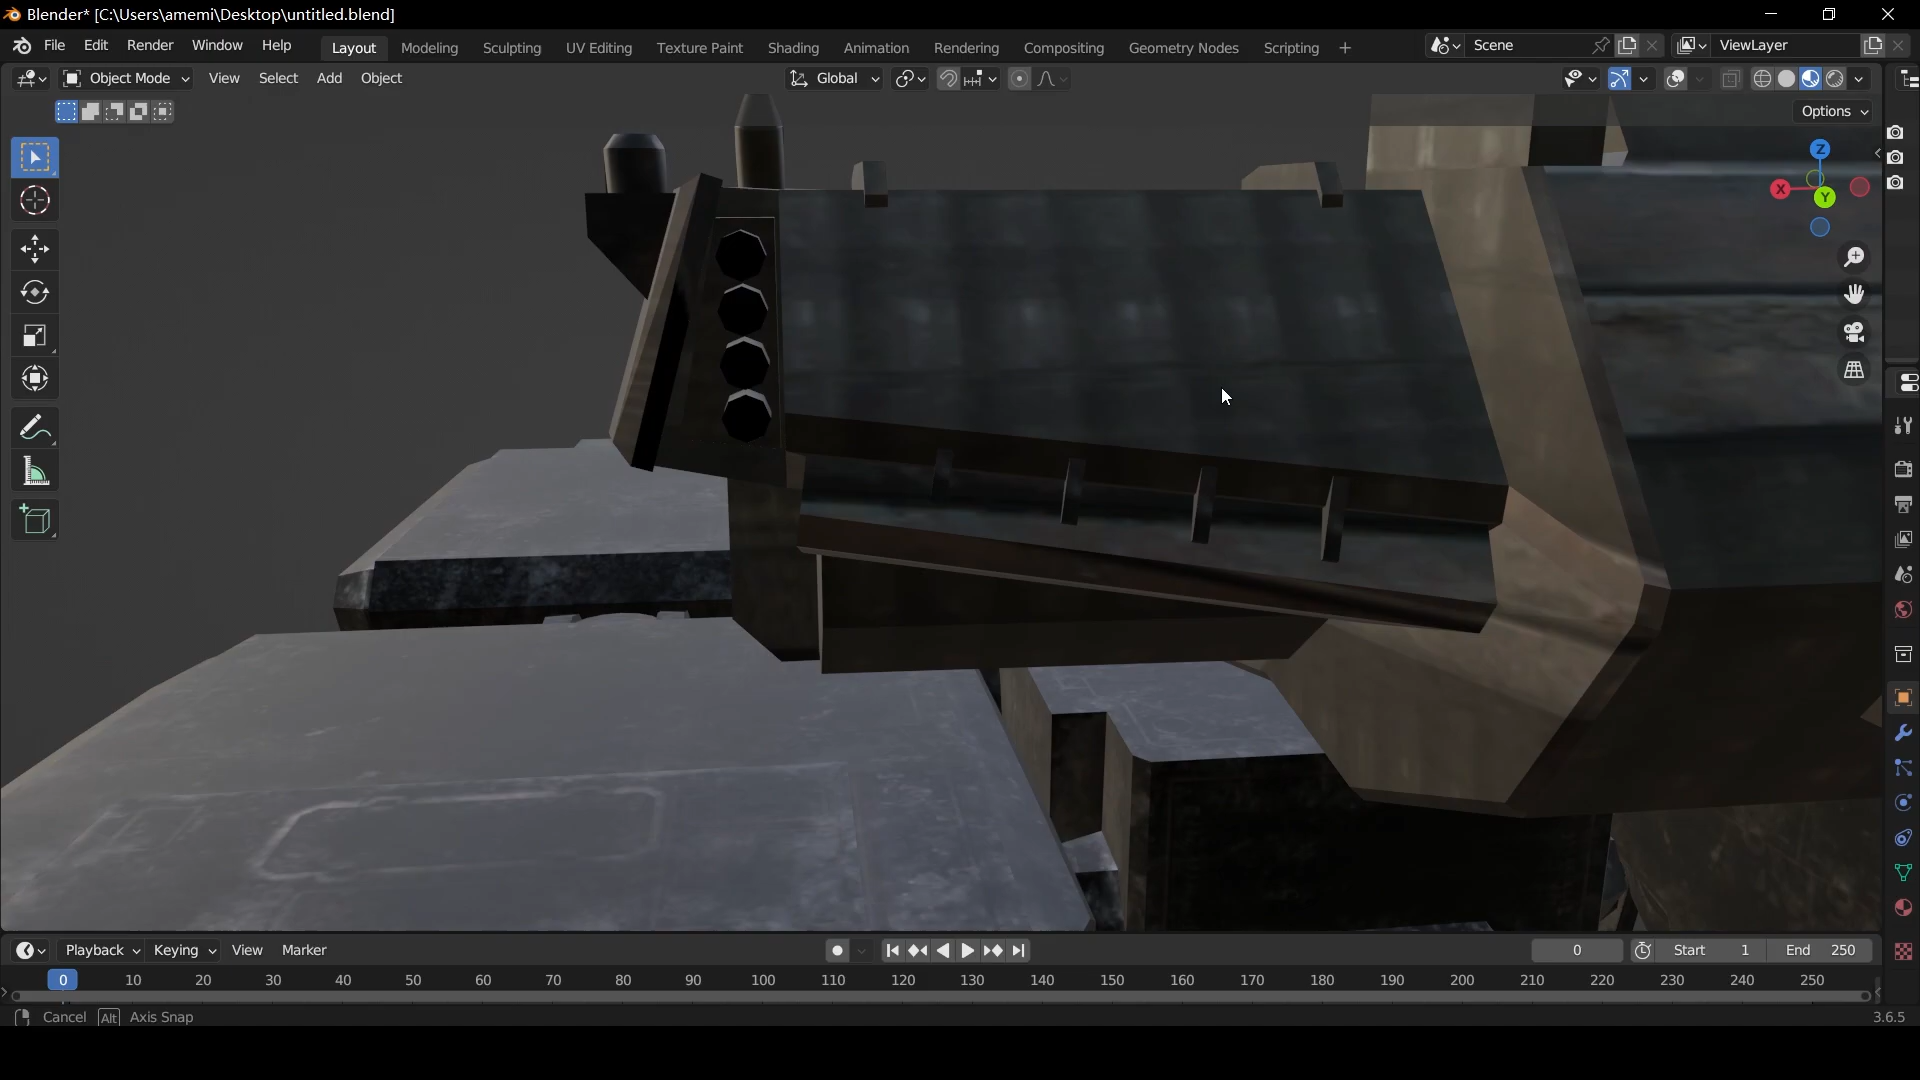 Blender* [C:\Users\amemi\Desktop\untitled.blend]
File Edit Render Window Help Layout Modeling Sculpting UV Editing Texture Paint Shading Animation Rendering Compositing Geometry Nodes Scripting + Scene ViewLayer
Object Mode View Select Add Object Global
Options
Z
X
Y
Playback Keying View Marker 0 Start 1 End 250
0 10 20 30 40 50 60 70 80 90 100 110 120 130 140 150 160 170 180 190 200 210 220 230 240 250
Cancel Alt Axis Snap 3.6.5